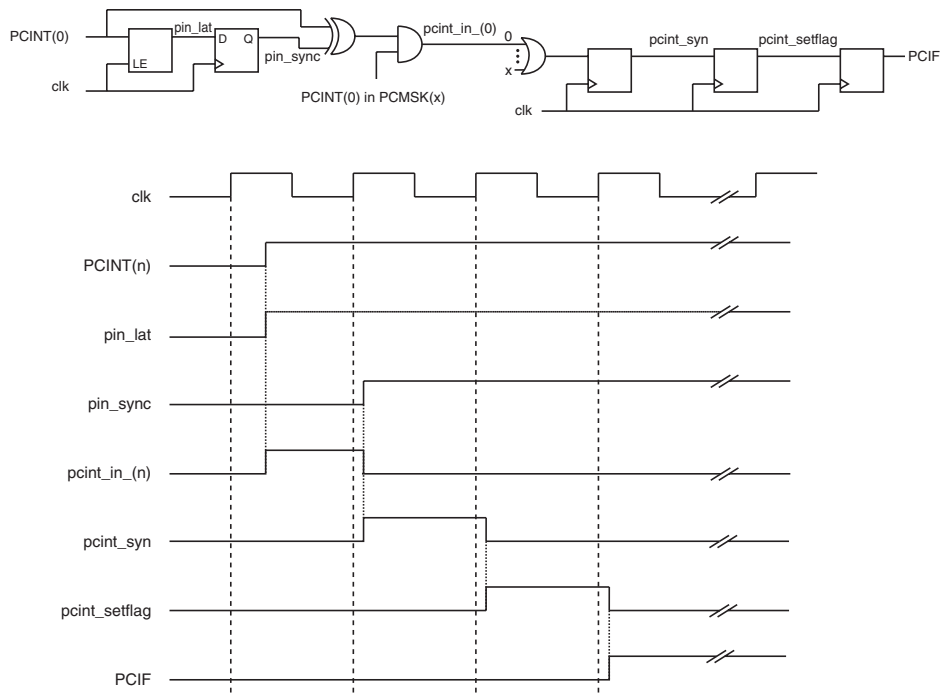 PCINT(0)
pin_lat
D Q
LE
pin_sync
clk
PCINT(0) in PCMSK(x)
pcint_in_(0)
0
x
pcint_syn
pcint_setflag
PCIF
clk
clk
PCINT(n)
pin_lat
pin_sync
pcint_in_(n)
pcint_syn
pcint_setflag
PCIF